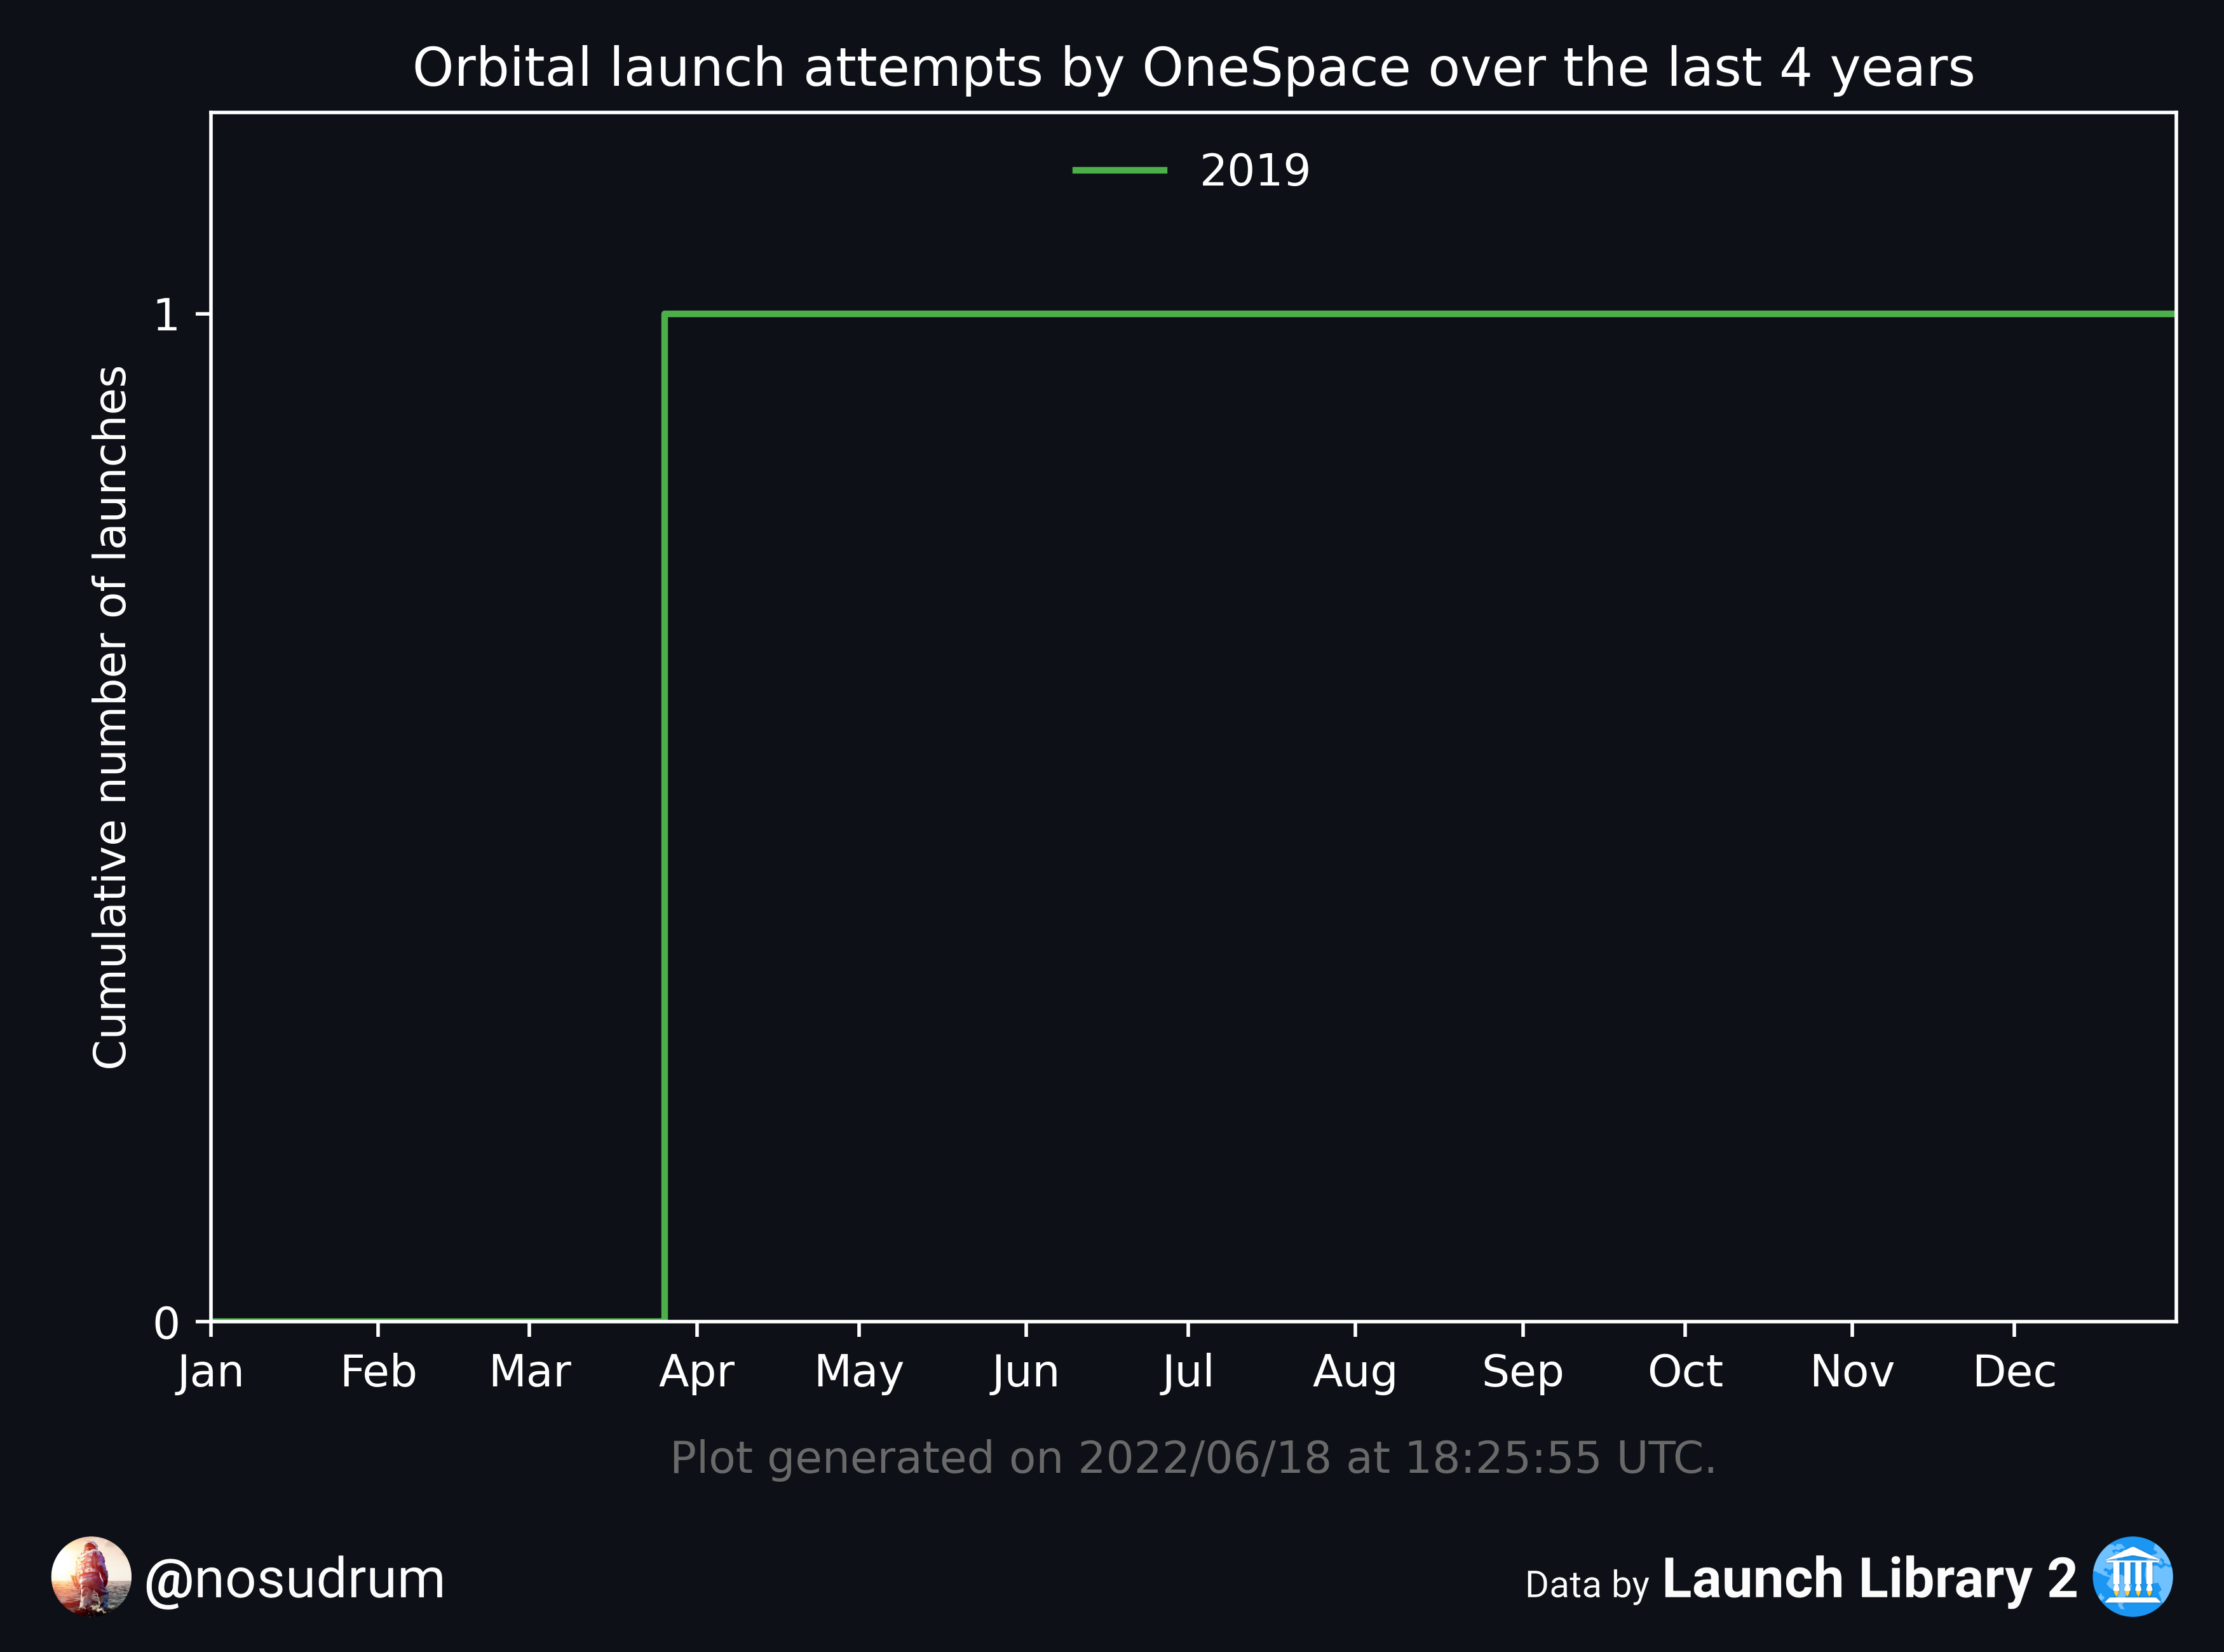 Orbital launch attempts by OneSpace over the last 4 years
2019
1
Cumulative number of launches
0
Jan Feb Mar Apr May Jun Jul Aug Sep Oct Nov Dec
Plot generated on 2022/06/18 at 18:25:55 UTC.
@nosudrum
Data by Launch Library 2